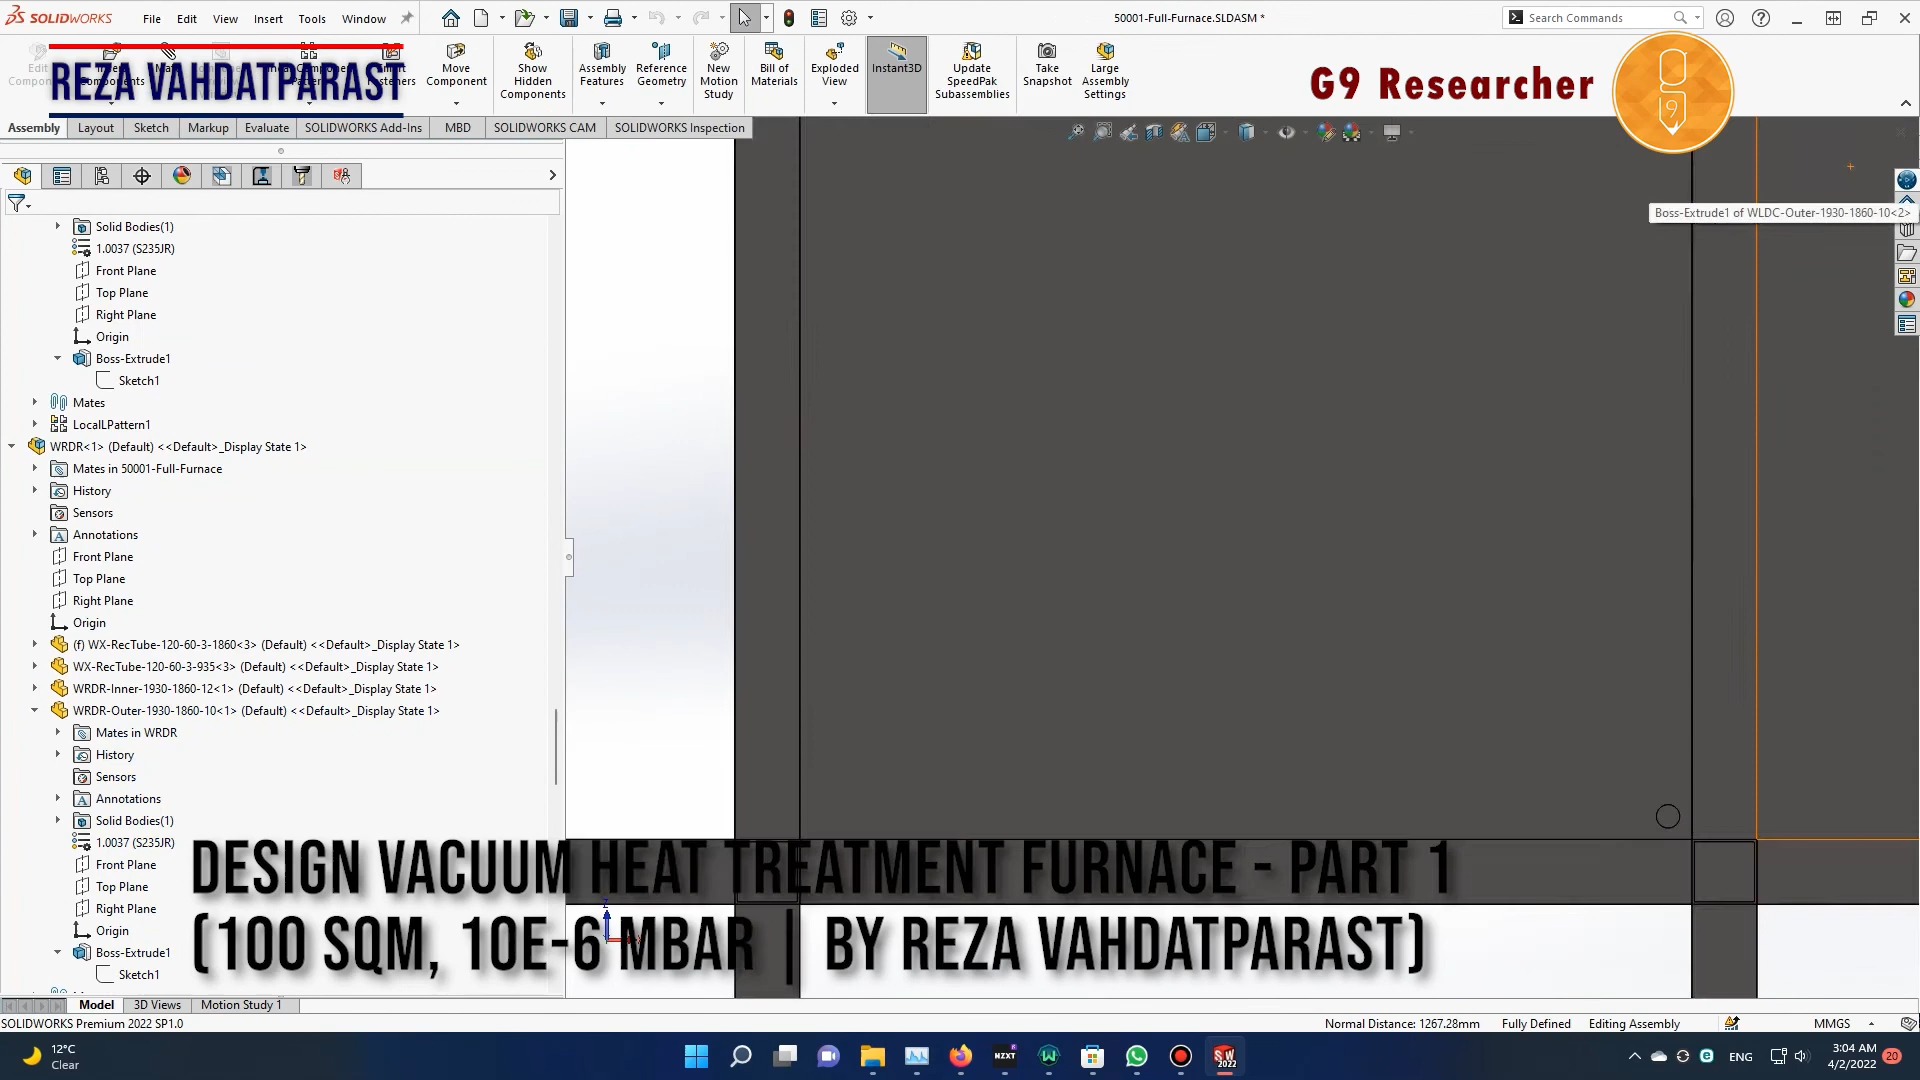 SOLIDWORKS
File Edit View Insert Tools Window
50001-Full-Furnace.SLDASM *
Search Commands
REZA VAHDATPARAST
Move Component
Show Hidden Components
Assembly Features
Reference Geometry
New Motion Study
Bill of Materials
Exploded View
Instant3D
Update SpeedPak Subassemblies
Take Snapshot
Large Assembly Settings
G9 Researcher
9
Assembly Layout Sketch Markup Evaluate SOLIDWORKS Add-Ins MBD SOLIDWORKS CAM SOLIDWORKS Inspection
Boss-Extrude1 of WLDC-Outer-1930-1860-10<2>
Solid Bodies(1)
1.0037 (S235JR)
Front Plane
Top Plane
Right Plane
Origin
Boss-Extrude1
Sketch1
Mates
LocalLPattern1
WRDR<1> (Default) <<Default>_Display State 1>
Mates in 50001-Full-Furnace
History
Sensors
Annotations
Front Plane
Top Plane
Right Plane
Origin
(f) WX-RecTube-120-60-3-1860<3> (Default) <<Default>_Display State 1>
WX-RecTube-120-60-3-935<3> (Default) <<Default>_Display State 1>
WRDR-Inner-1930-1860-12<1> (Default) <<Default>_Display State 1>
WRDR-Outer-1930-1860-10<1> (Default) <<Default>_Display State 1>
Mates in WRDR
History
Sensors
Annotations
Solid Bodies(1)
1.0037 (S235JR)
Front Plane
Top Plane
Right Plane
Origin
Boss-Extrude1
Sketch1
DESIGN VACUUM HEAT TREATMENT FURNACE - PART 1
(100 SQM, 10E-6 MBAR | BY REZA VAHDATPARAST)
Model 3D Views Motion Study 1
SOLIDWORKS Premium 2022 SP1.0
Normal Distance: 1267.28mm Fully Defined Editing Assembly MMGS
12°C
Clear
NZXT
SW 2022
ENG
3:04 AM
4/2/2022
20